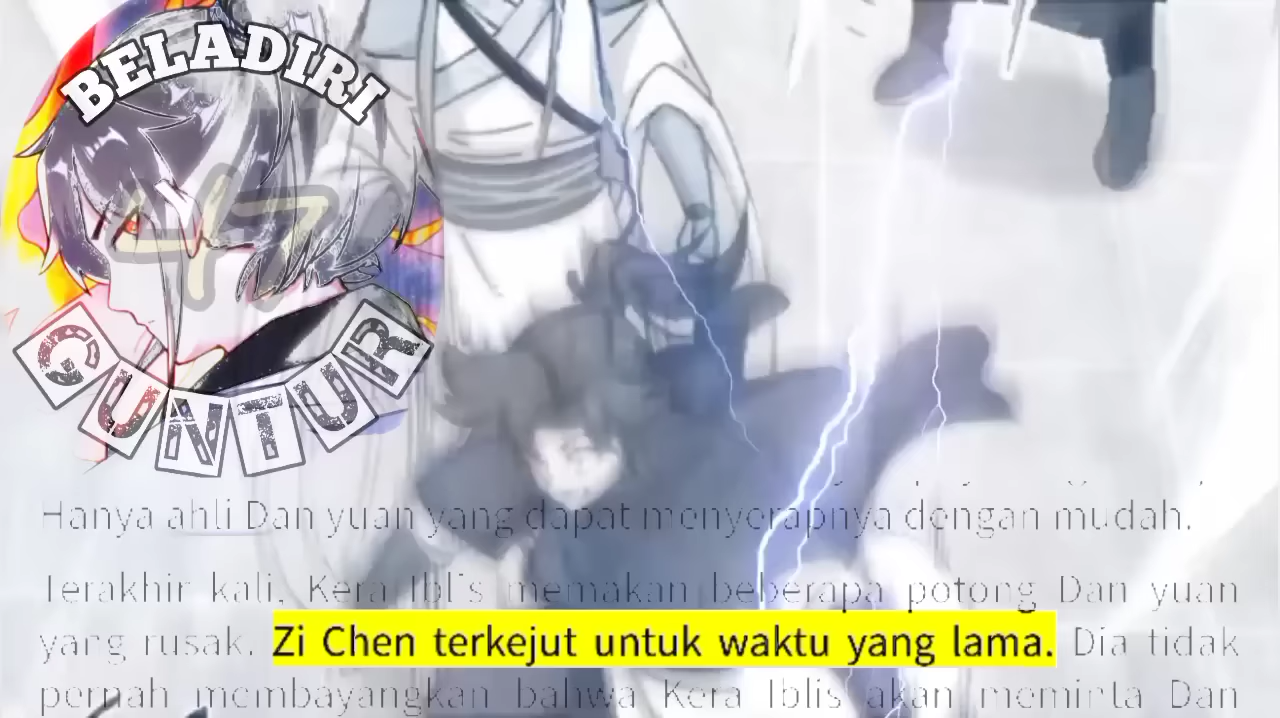 BELADIRI
47
GUNTUR
Hanya ahli Dan yuan yang dapat menyerapnya dengan mudah.
Terakhir kali, Kera Iblis memakan beberapa potong Dan yuan
yang rusak. Zi Chen terkejut untuk waktu yang lama. Dia tidak
pernah membayangkan bahwa Kera Iblis akan meminta Dan